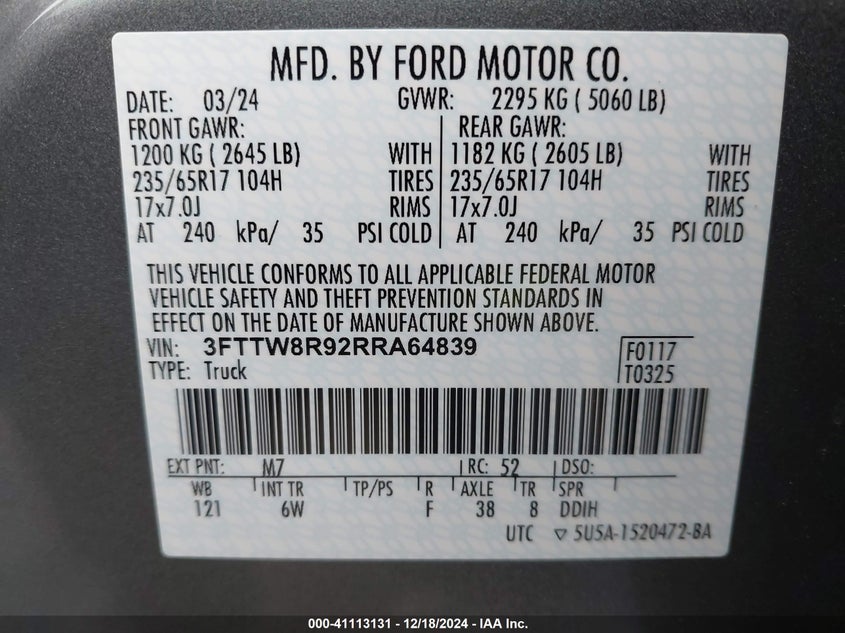 MFD. BY FORD MOTOR CO.
DATE: 03/24 GVWR: 2295 KG ( 5060 LB)
FRONT GAWR: REAR GAWR:
1200 KG ( 2645 LB) WITH 1182 KG ( 2605 LB) WITH
235/65R17 104H TIRES 235/65R17 104H TIRES
17x7.0J RIMS 17x7.0J RIMS
AT 240 kPa/ 35 PSI COLD AT 240 kPa/ 35 PSI COLD
THIS VEHICLE CONFORMS TO ALL APPLICABLE FEDERAL MOTOR
VEHICLE SAFETY AND THEFT PREVENTION STANDARDS IN
EFFECT ON THE DATE OF MANUFACTURE SHOWN ABOVE.
VIN: 3FTTW8R92RRA64839 F0117
TYPE: Truck T0325
EXT PNT: M7 RC: 52 DSO:
WB INT TR TP/PS R AXLE TR SPR
121 6W F 38 8 DDIH
UTC ▽ 5U5A-1520472-BA
000-41113131 - 12/18/2024 - IAA Inc.